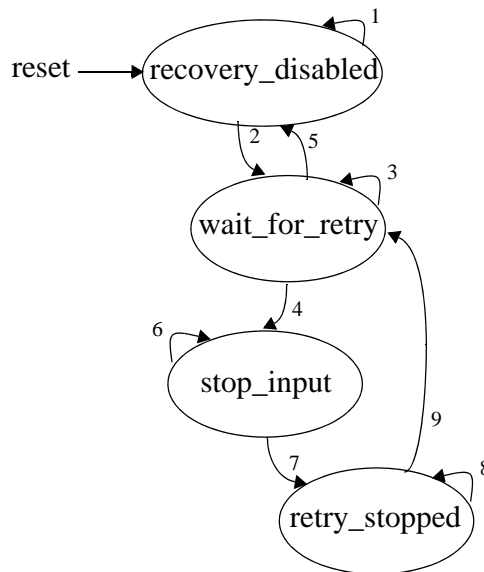 1
reset
recovery_disabled
2
5
3
wait_for_retry
4
6
stop_input
7
9
8
retry_stopped